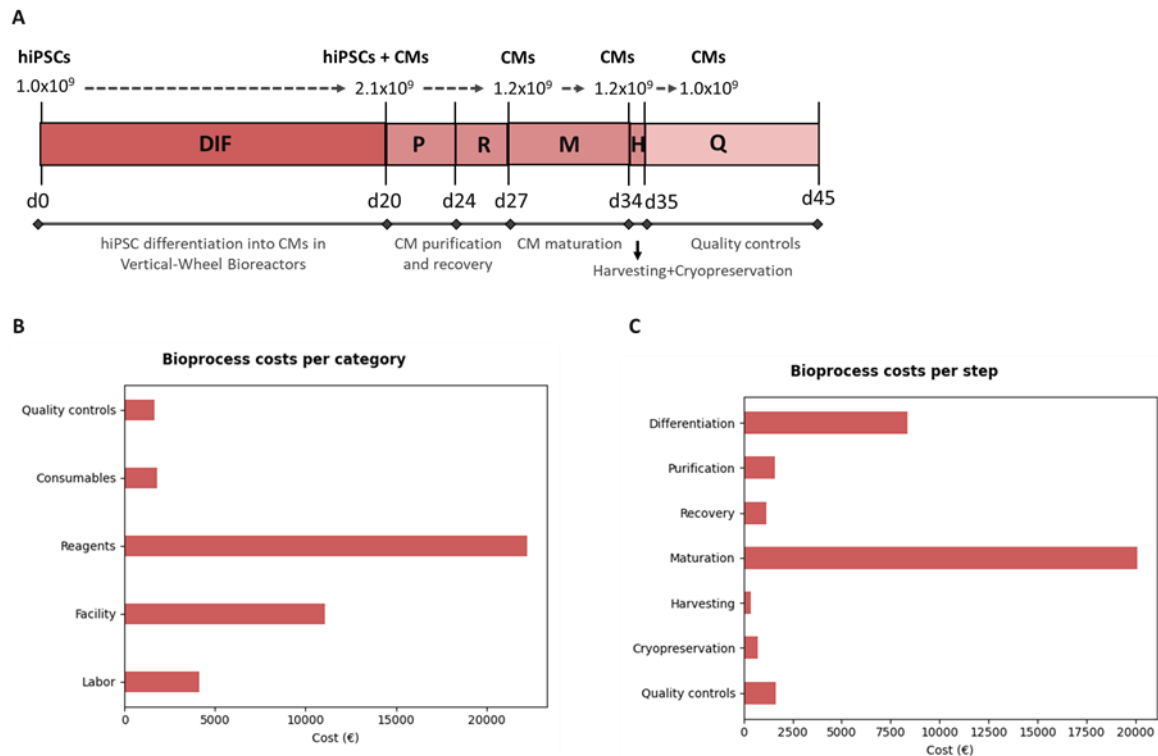 A
hiPSCs hiPSCs + CMs CMs CMs CMs
1.0x10⁹ 2.1x10⁹ 1.2x10⁹ 1.2x10⁹ 1.0x10⁹
DIF P R M H Q
d0 d20 d24 d27 d34 d35 d45
hiPSC differentiation into CMs in
Vertical-Wheel Bioreactors
CM purification
and recovery
CM maturation
Quality controls
Harvesting+Cryopreservation
B
Bioprocess costs per category
Quality controls
Consumables
Reagents
Facility
Labor
0 5000 10000 15000 20000
Cost (€)
C
Bioprocess costs per step
Differentiation
Purification
Recovery
Maturation
Harvesting
Cryopreservation
Quality controls
0 2500 5000 7500 10000 12500 15000 17500 20000
Cost (€)